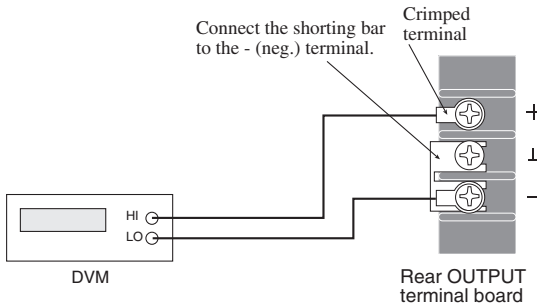 Connect the shorting bar
to the - (neg.) terminal.
Crimped
terminal
+
⊥
−
HI
LO
DVM
Rear OUTPUT
terminal board